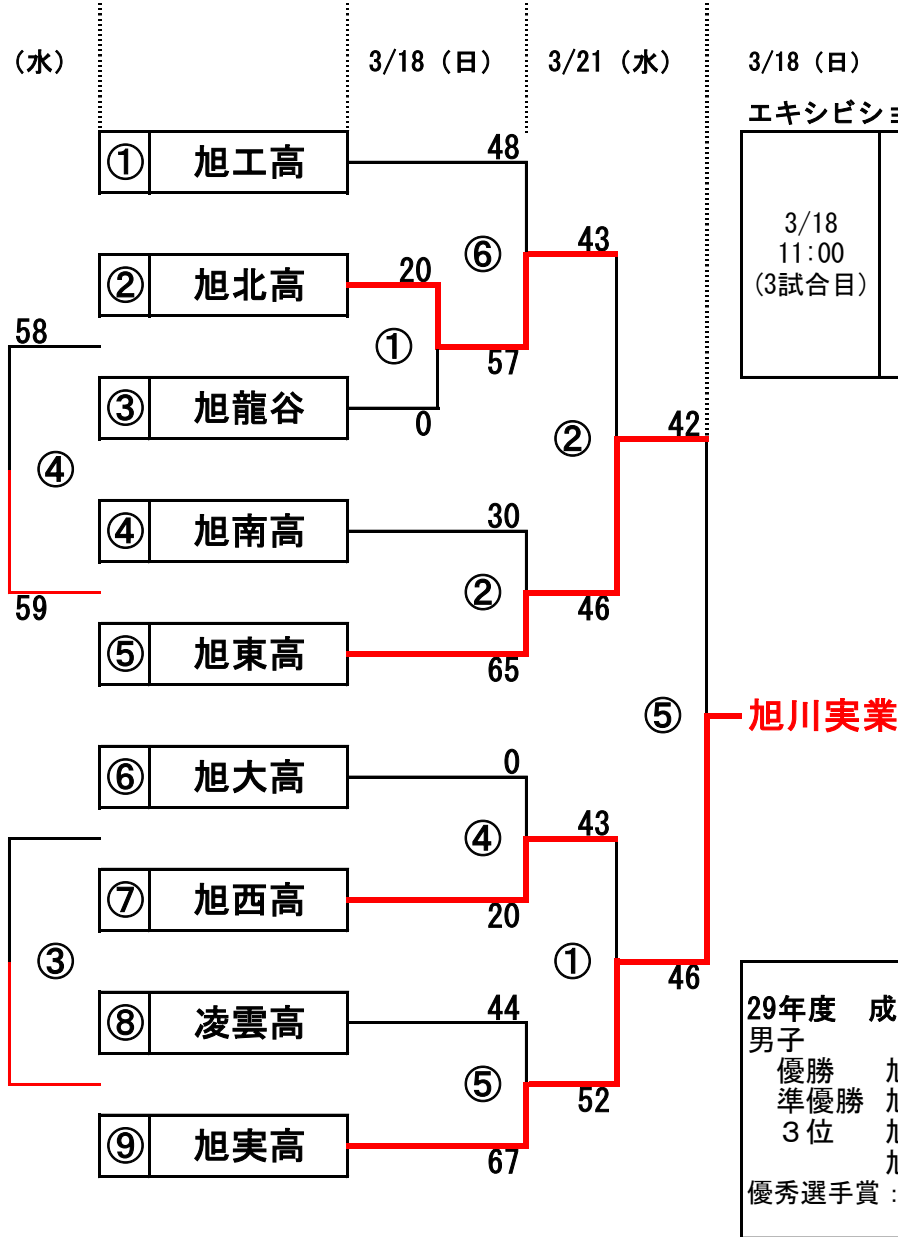 (水)
3/18 (日)
3/21 (水)
3/18 (日)
エキシビショ
① 旭工高
48
3/18
11:00
(3試合目)
⑥
43
② 旭北高
20
58
①
57
③ 旭龍谷
0
②
42
④
④ 旭南高
30
②
59
46
⑤ 旭東高
65
⑤
旭川実業
⑥ 旭大高
0
④
43
⑦ 旭西高
20
③
①
46
⑧ 凌雲高
44
29年度 成
男子
優勝 旭
⑤
52
準優勝 旭
3位 旭
⑨ 旭実高
67
旭
優秀選手賞: